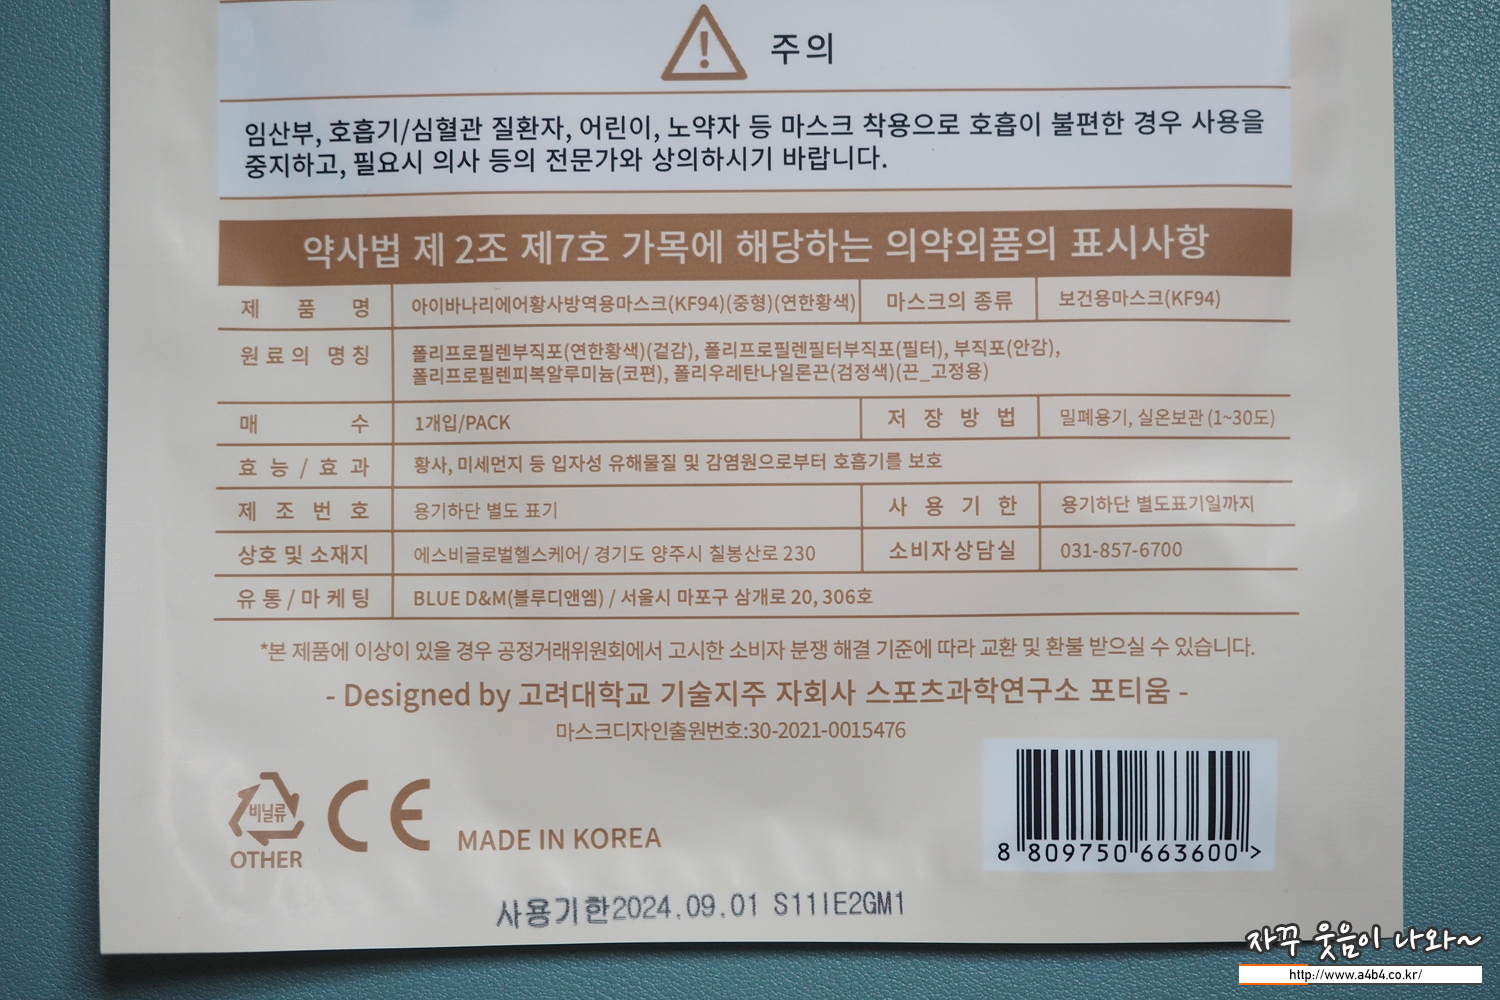 주의
임산부, 호흡기/심혈관 질환자, 어린이, 노약자 등 마스크 착용으로 호흡이 불편한 경우 사용을
중지하고, 필요시 의사 등의 전문가와 상의하시기 바랍니다.
약사법 제 2조 제7호 가목에 해당하는 의약외품의 표시사항
제 품 명 아이바나리에어황사방역용마스크(KF94)(중형)(연한황색) 마스크의 종류 보건용마스크(KF94)
원료의 명칭 폴리프로필렌부직포(연한황색)(겉감), 폴리프로필렌필터부직포(필터), 부직포(안감),
폴리프로필렌피복알루미늄(코편), 폴리우레탄나일론끈(검정색)(끈_고정용)
매 수 1개입/PACK 저 장 방 법 밀폐용기, 실온보관 (1~30도)
효 능 / 효 과 황사, 미세먼지 등 입자성 유해물질 및 감염원으로부터 호흡기를 보호
제 조 번 호 용기하단 별도 표기 사 용 기 한 용기하단 별도표기일까지
상호 및 소재지 에스비글로벌헬스케어/ 경기도 양주시 칠봉산로 230 소비자상담실 031-857-6700
유 통 / 마 케 팅 BLUE D&M(블루디앤엠) / 서울시 마포구 삼개로 20, 306호
*본 제품에 이상이 있을 경우 공정거래위원회에서 고시한 소비자 분쟁 해결 기준에 따라 교환 및 환불 받으실 수 있습니다.
- Designed by 고려대학교 기술지주 자회사 스포츠과학연구소 포티움 -
마스크디자인출원번호:30-2021-0015476
비닐류
OTHER
CE
MADE IN KOREA
8 809750 663600 >
사용기한2024.09.01 S11IE2GM1
자꾸 웃음이 나와~
http://www.a4b4.co.kr/